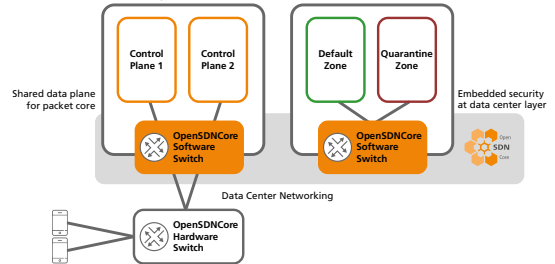 Control
Plane 1
Control
Plane 2
Default
Zone
Quarantine
Zone
Shared data plane
for packet core
Embedded security
at data center layer
OpenSDNCore
Software
Switch
OpenSDNCore
Software
Switch
Open
SDN
Core
Data Center Networking
OpenSDNCore
Hardware
Switch